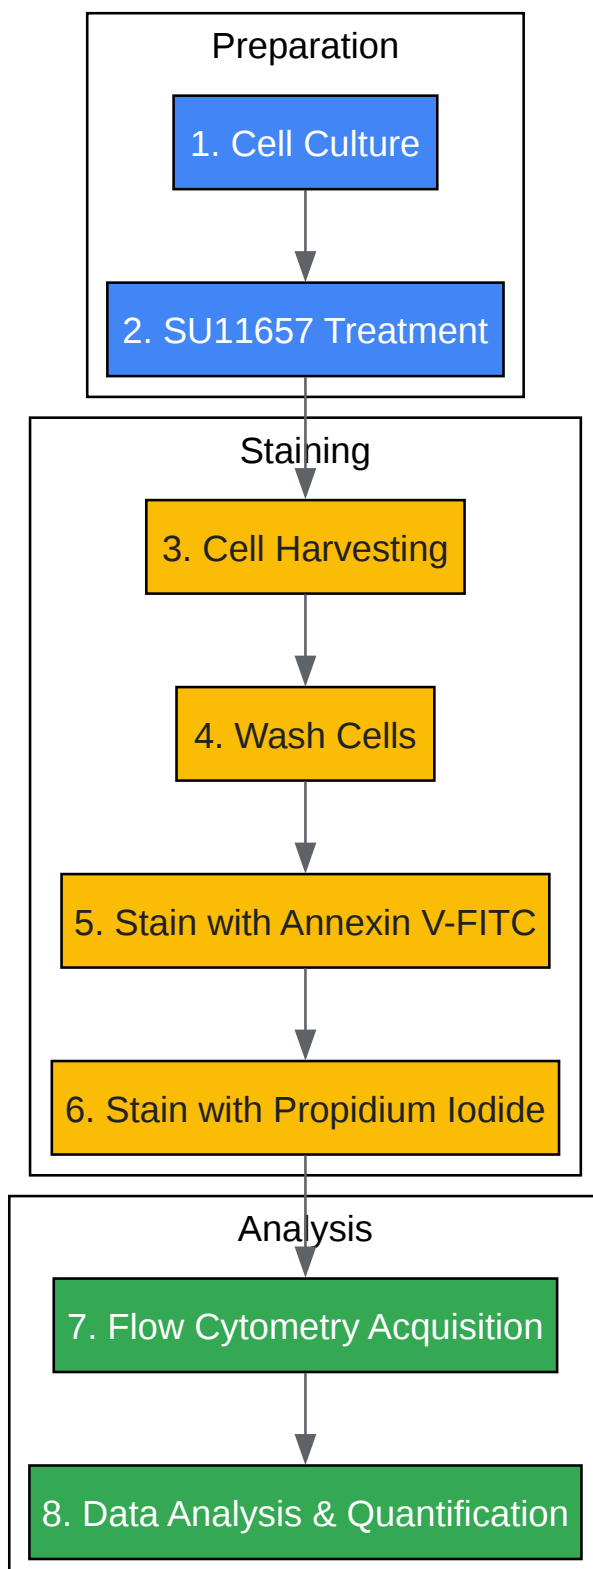 Preparation
1. Cell Culture
2. SU11657 Treatment
Staining
3. Cell Harvesting
4. Wash Cells
5. Stain with Annexin V-FITC
6. Stain with Propidium Iodide
Analysis
7. Flow Cytometry Acquisition
8. Data Analysis & Quantification